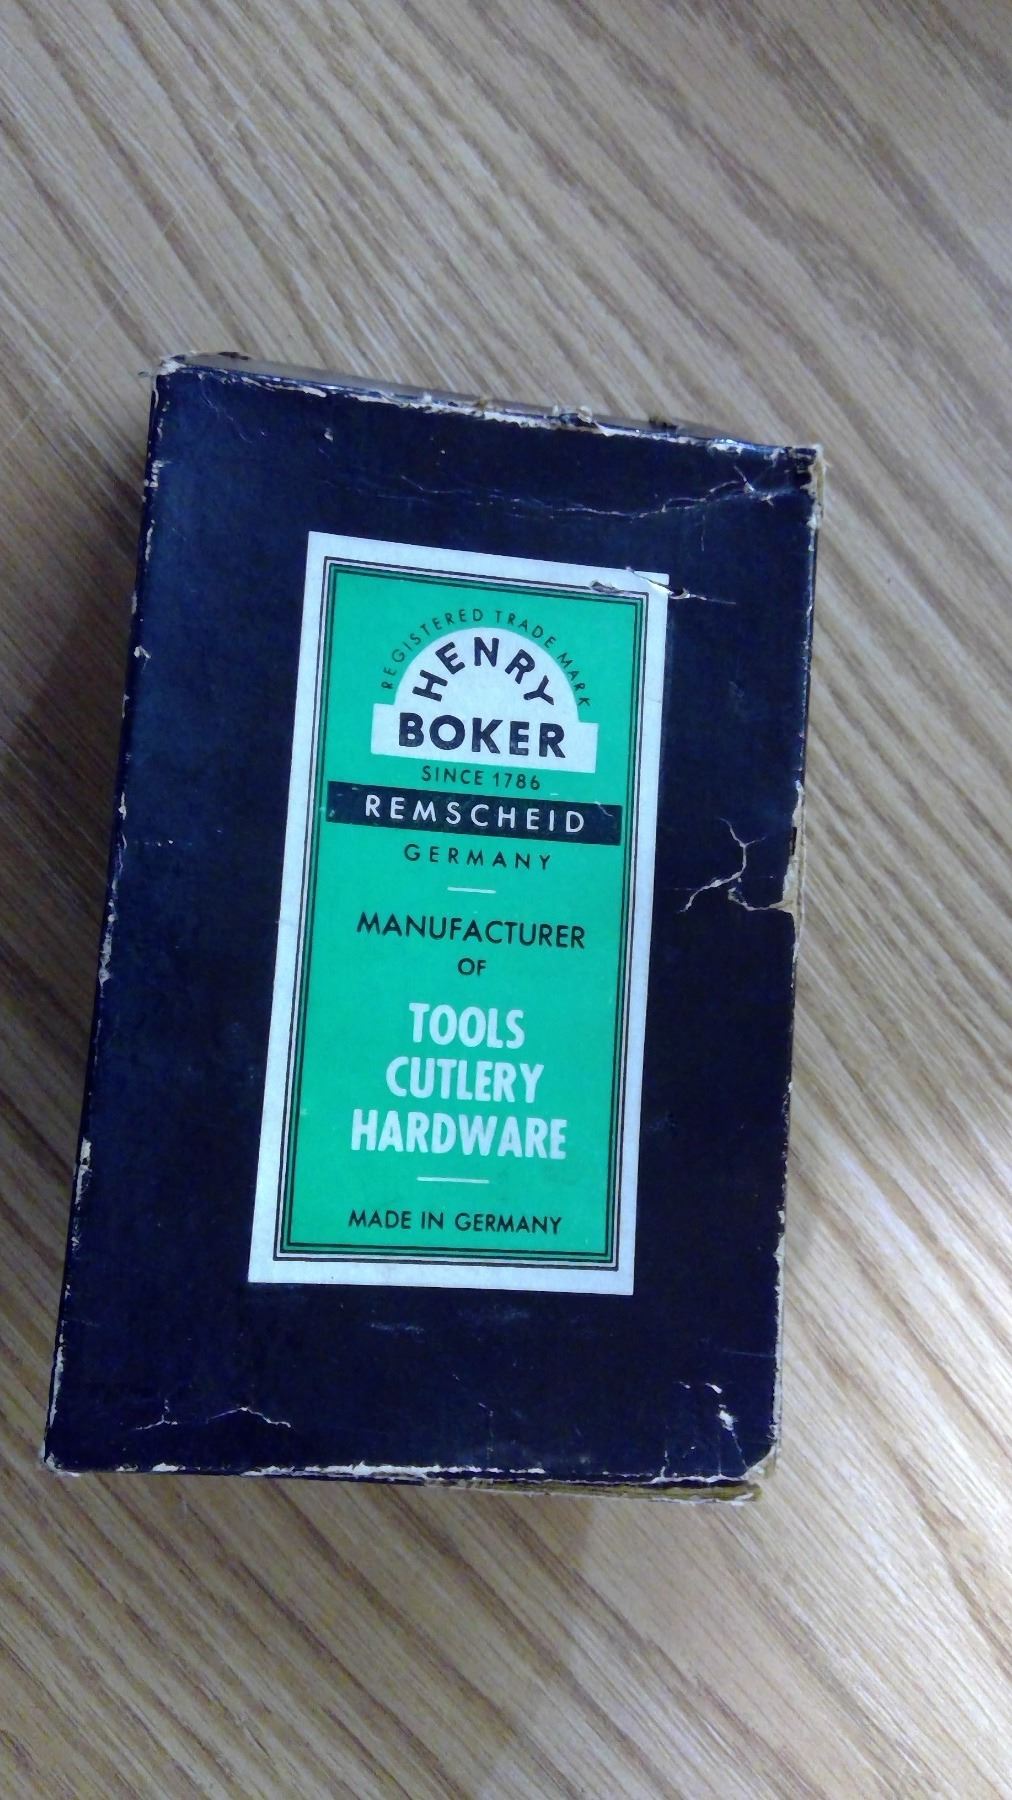 REGISTERED TRADE MARK
HENRY
BOKER
SINCE 1786
REMSCHEID
GERMANY
MANUFACTURER
OF
TOOLS
CUTLERY
HARDWARE
MADE IN GERMANY